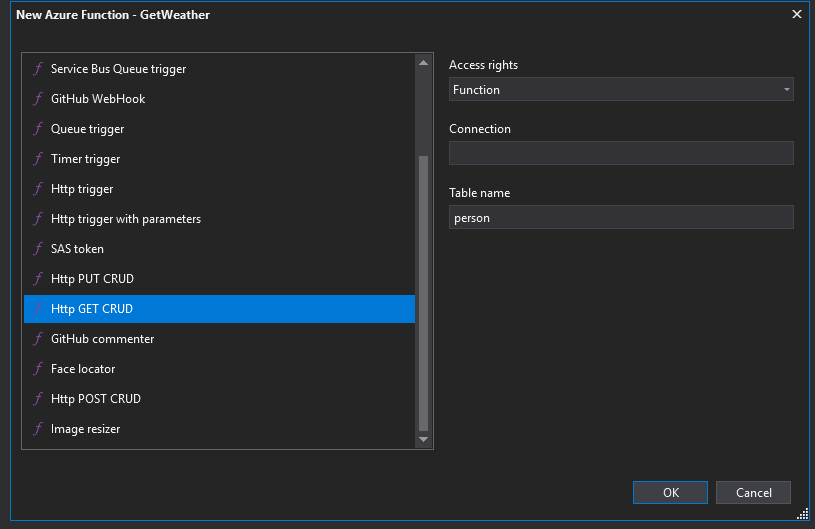 New Azure Function - GetWeather
Service Bus Queue trigger
GitHub WebHook
Queue trigger
Timer trigger
Http trigger
Http trigger with parameters
SAS token
Http PUT CRUD
Http GET CRUD
GitHub commenter
Face locator
Http POST CRUD
Image resizer
Access rights
Function
Connection
Table name
person
OK
Cancel